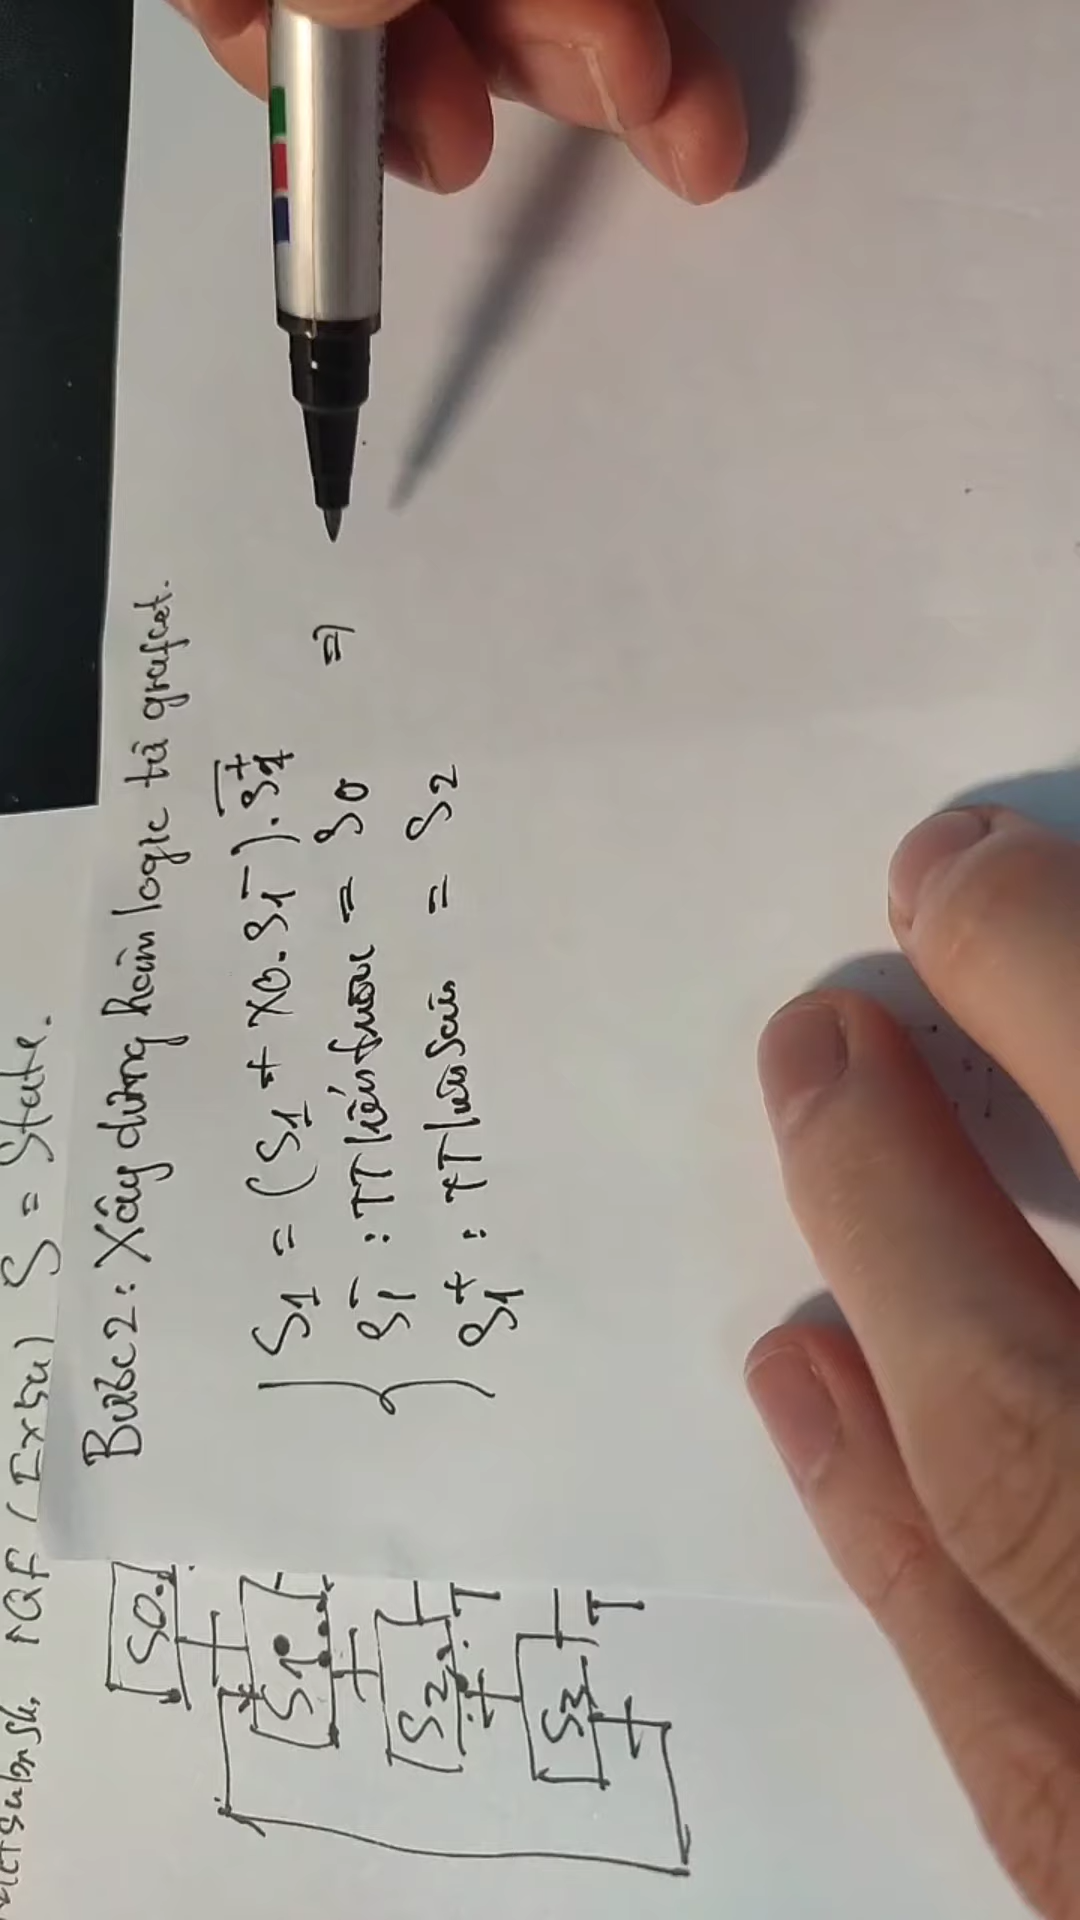 S = State.
Bước 2: Xây dựng hàm logic từ grafcet.
S1 = (S1 + X0.S1⁻).S1⁺
S1⁻ : TT liền trước = S0 ⇒
S1⁺ : TT liền sau = S2
S0
S1
S2
S3